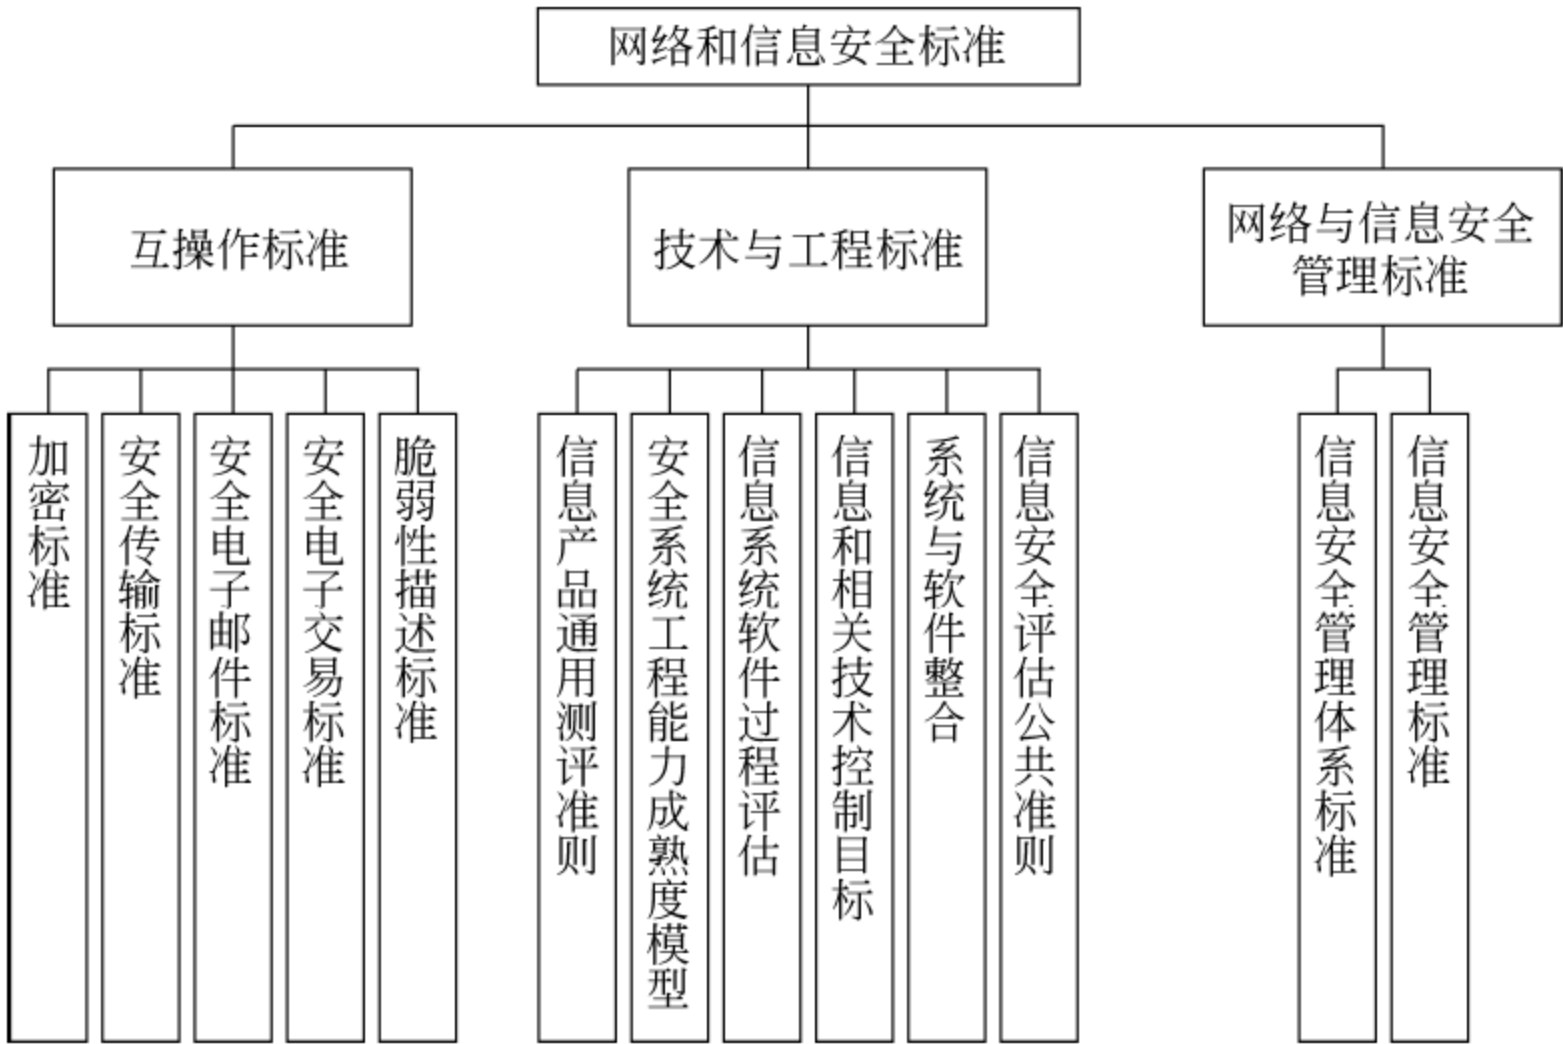 网络和信息安全标准
互操作标准
技术与工程标准
网络与信息安全
管理标准
加密标准
安全传输标准
安全电子邮件标准
安全电子交易标准
脆弱性描述标准
信息产品通用测评准则
安全系统工程能力成熟度模型
信息系统软件过程评估
信息和相关技术控制目标
系统与软件整合
信息安全评估公共准则
信息安全管理体系标准
信息安全管理标准